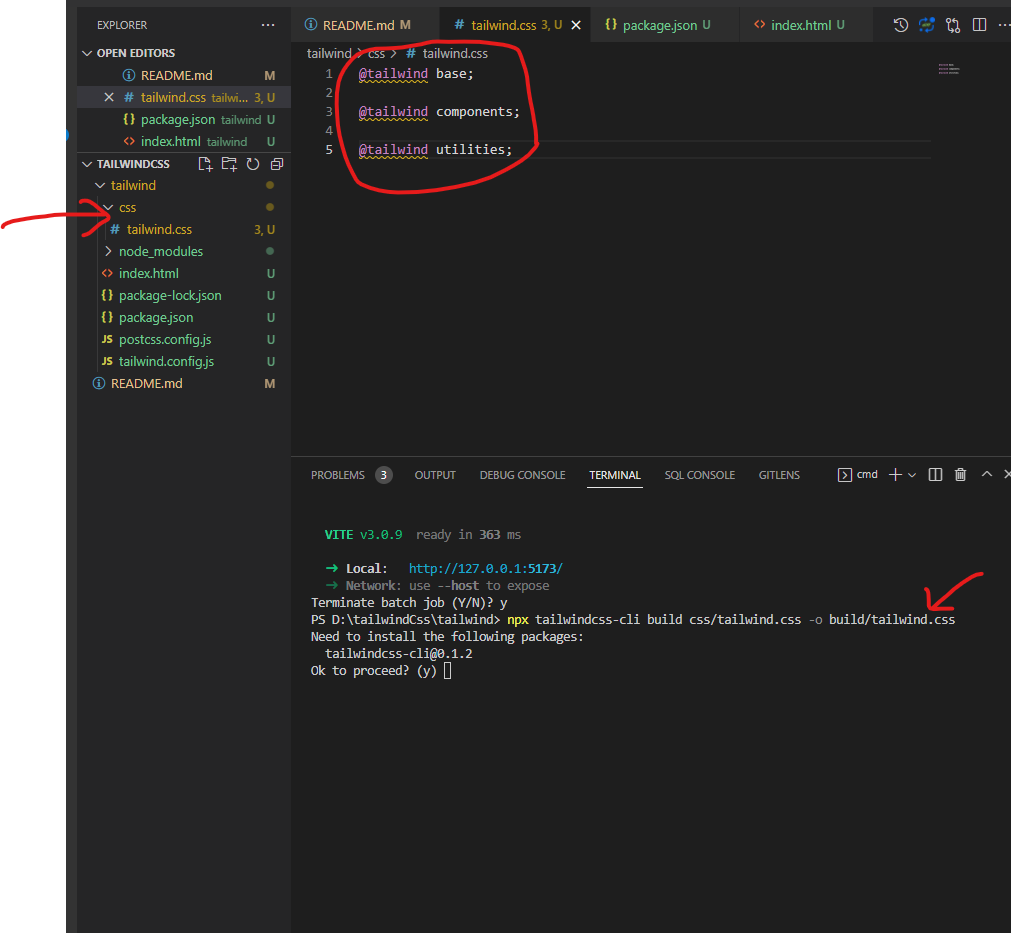 EXPLORER
OPEN EDITORS
README.md M
tailwind.css tailwi... 3, U
package.json tailwind U
index.html tailwind U
TAILWINDCSS
tailwind
css
# tailwind.css 3, U
node_modules
index.html U
package-lock.json U
package.json U
JS postcss.config.js U
JS tailwind.config.js U
README.md M
README.md M
# tailwind.css 3, U
package.json U
index.html U
tailwind > css > # tailwind.css
1 @tailwind base;
2
3 @tailwind components;
4
5 @tailwind utilities;
PROBLEMS 3 OUTPUT DEBUG CONSOLE TERMINAL SQL CONSOLE GITLENS cmd
VITE v3.0.9 ready in 363 ms
➜ Local: http://127.0.0.1:5173/
➜ Network: use --host to expose
Terminate batch job (Y/N)? y
PS D:\tailwindCss\tailwind> npx tailwindcss-cli build css/tailwind.css -o build/tailwind.css
Need to install the following packages:
tailwindcss-cli@0.1.2
Ok to proceed? (y)